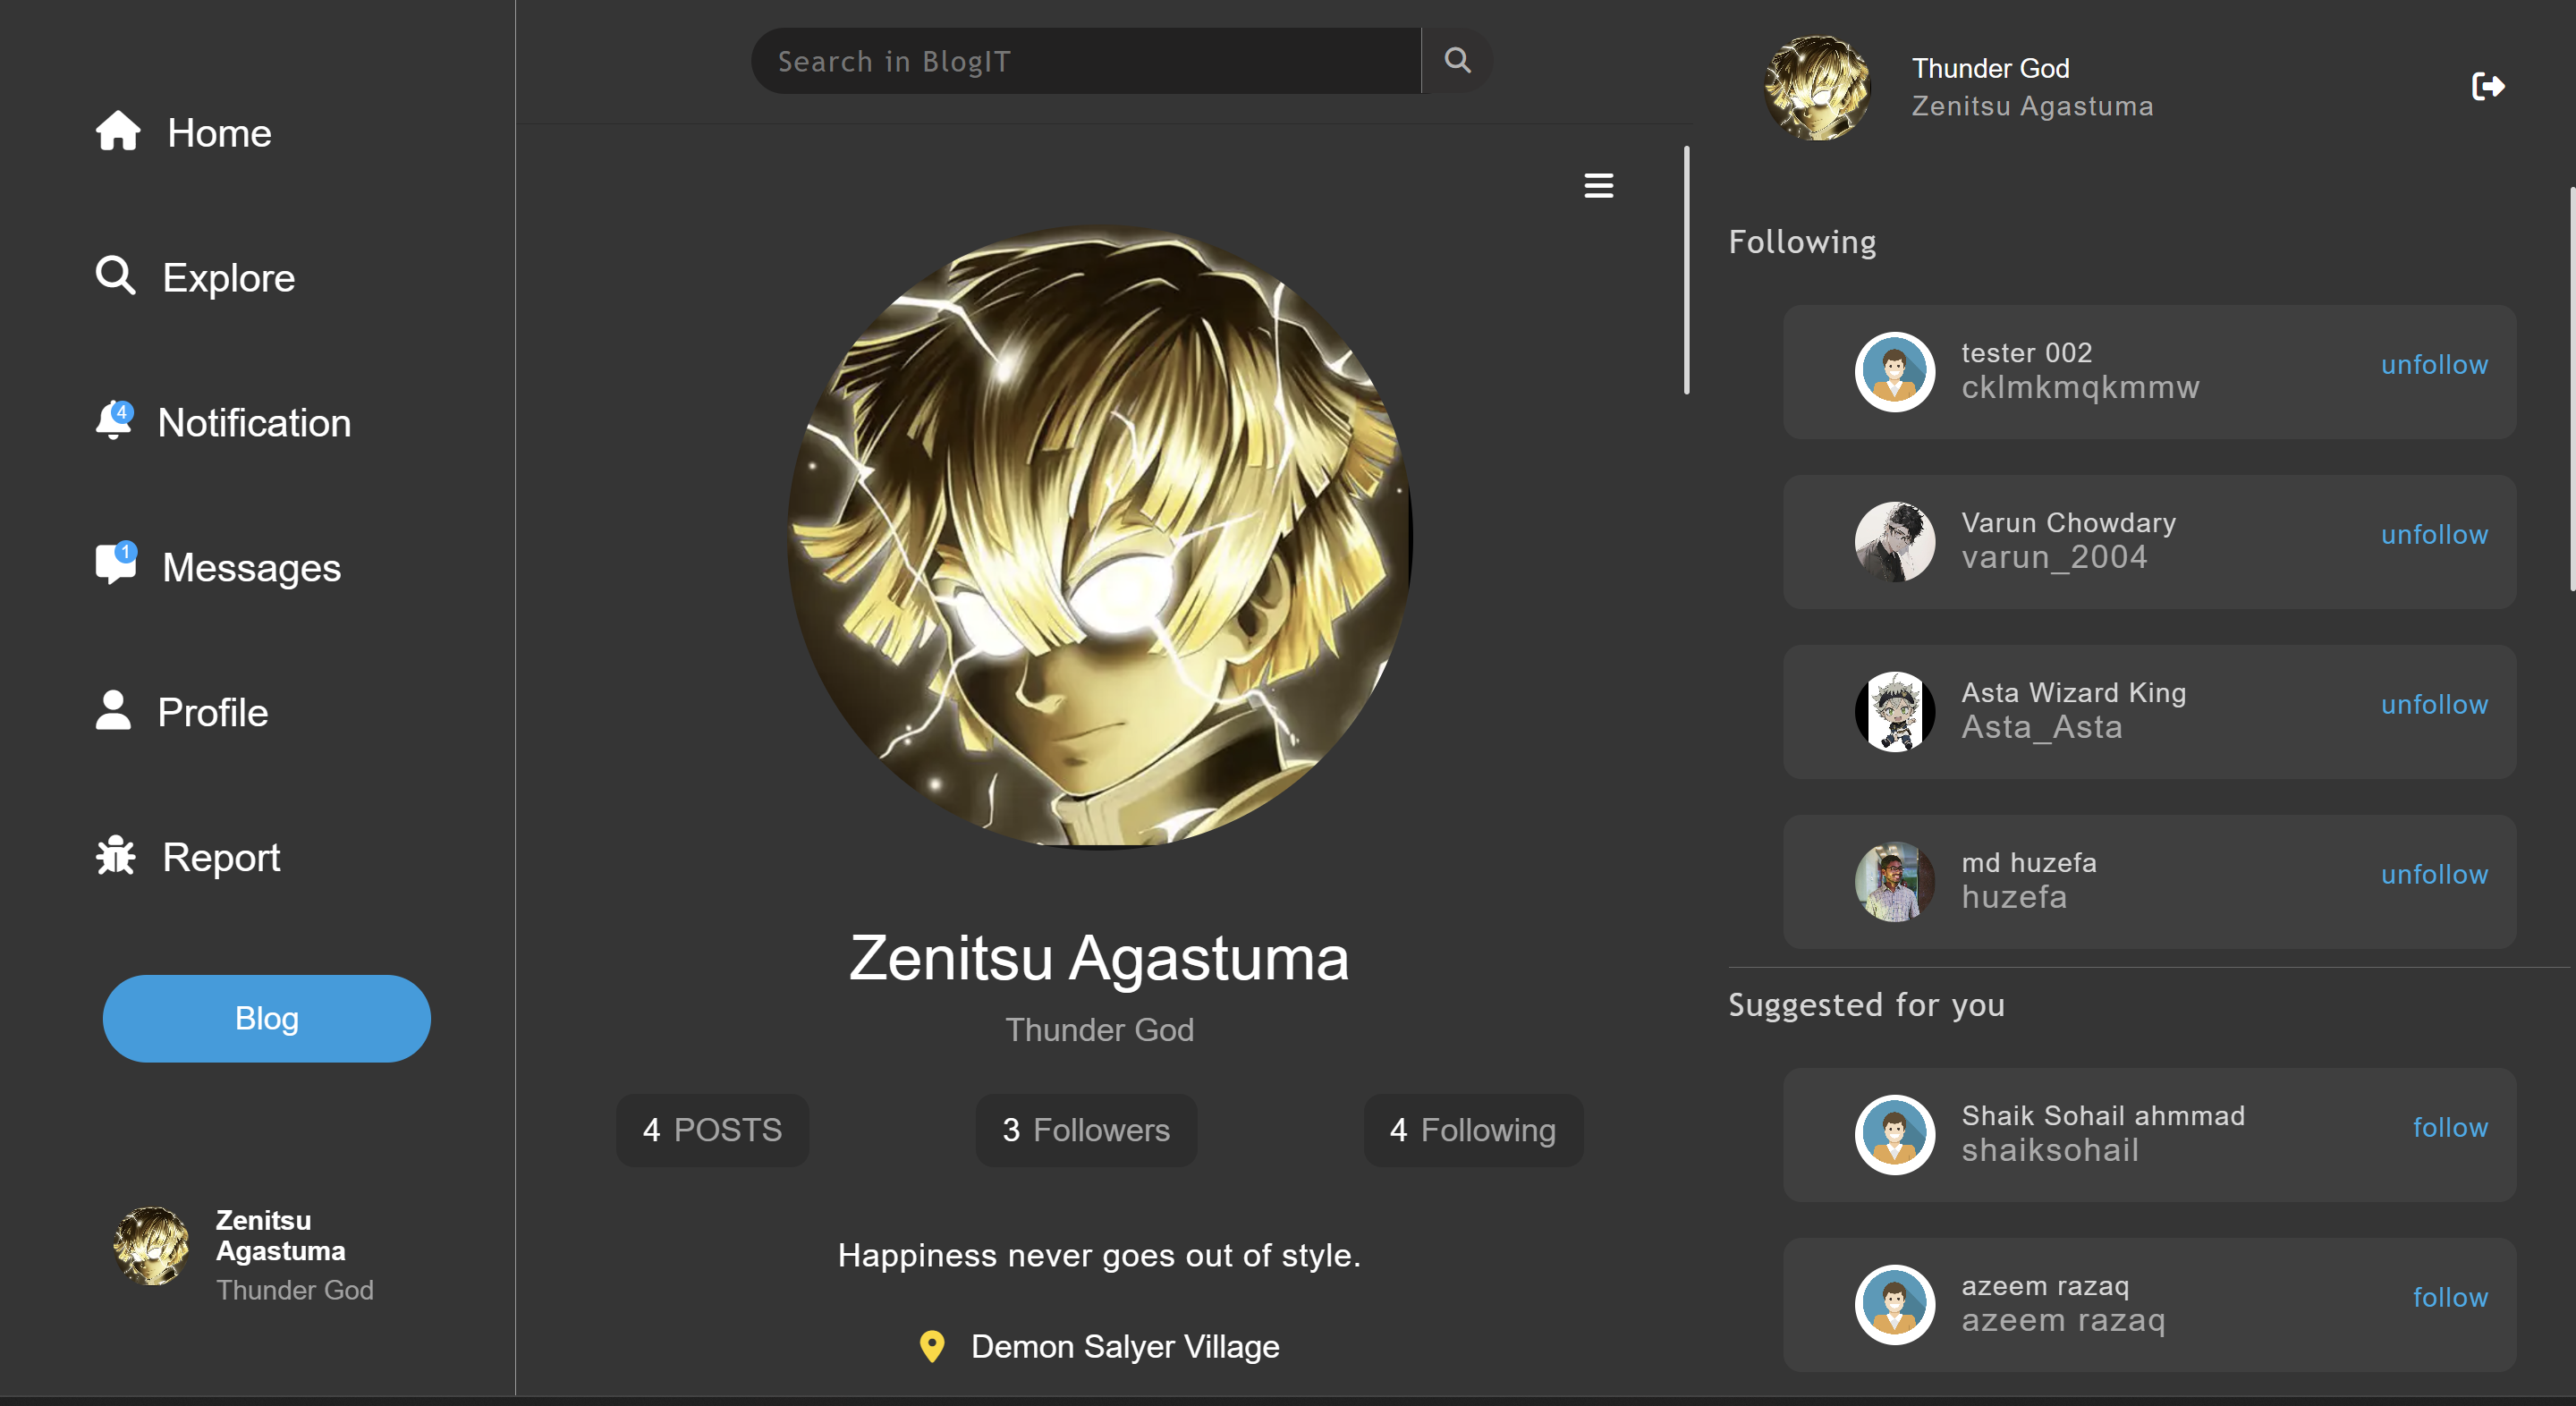 Home
Explore
4
Notification
1
Messages
Profile
Report
Blog
Zenitsu
Agastuma
Thunder God
Search in BlogIT
Zenitsu Agastuma
Thunder God
4 POSTS
3 Followers
4 Following
Happiness never goes out of style.
Demon Salyer Village
Thunder God
Zenitsu Agastuma
Following
tester 002
cklmkmqkmmw
unfollow
Varun Chowdary
varun_2004
unfollow
Asta Wizard King
Asta_Asta
unfollow
md huzefa
huzefa
unfollow
Suggested for you
Shaik Sohail ahmmad
shaiksohail
follow
azeem razaq
azeem razaq
follow